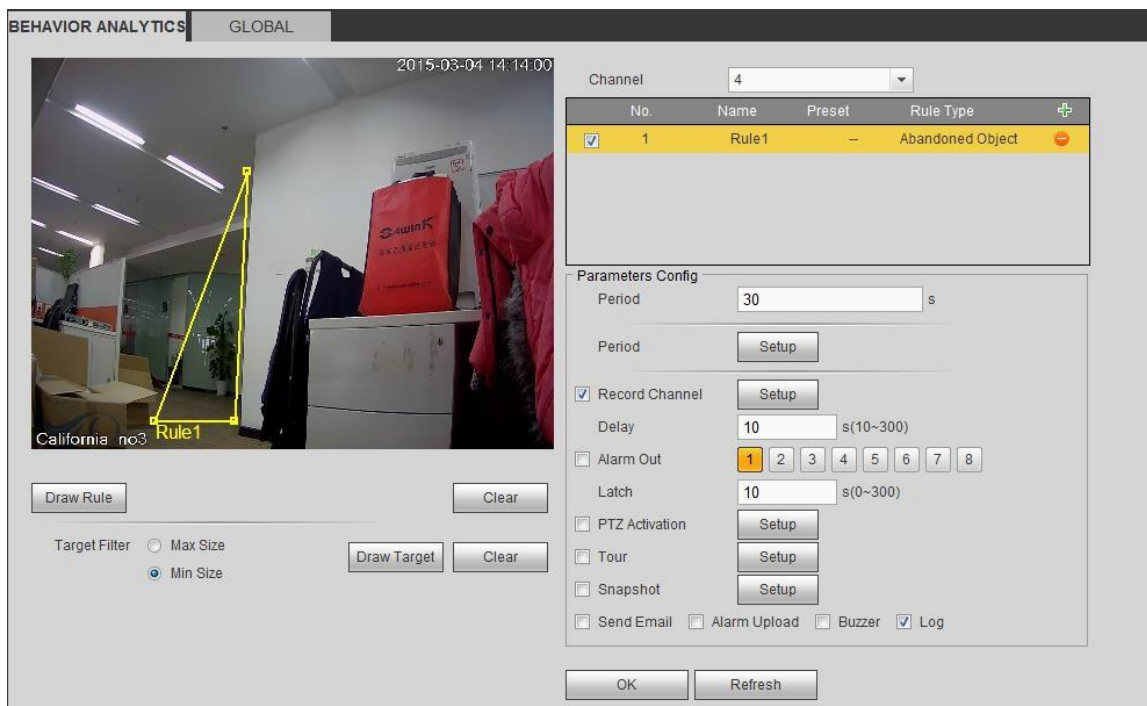 BEHAVIOR ANALYTICS GLOBAL
2015-03-04 14:14:00
SAWINK
California no3 Rule1
Draw Rule Clear
Target Filter Max Size
Min Size
Draw Target Clear
Channel 4
No. Name Preset Rule Type
1 Rule1 -- Abandoned Object
Parameters Config
Period 30 s
Period Setup
Record Channel Setup
Delay 10 s(10~300)
Alarm Out 1 2 3 4 5 6 7 8
Latch 10 s(0~300)
PTZ Activation Setup
Tour Setup
Snapshot Setup
Send Email Alarm Upload Buzzer Log
OK Refresh